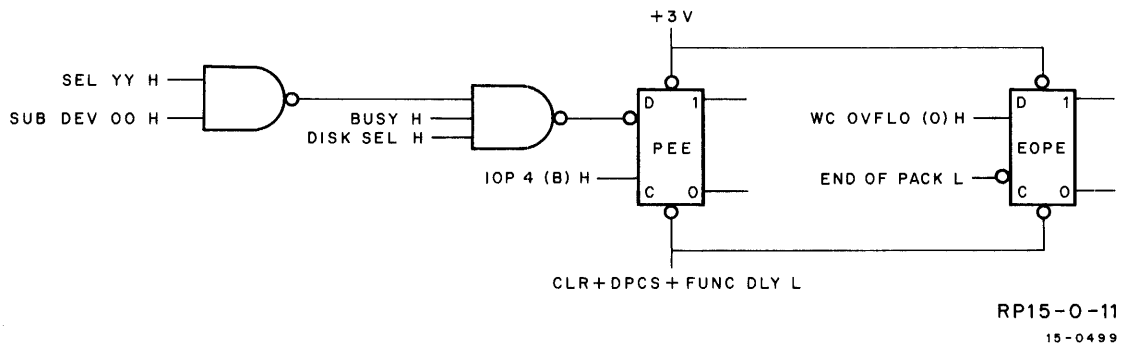 +3V
SEL YY H
SUB DEV 00 H
BUSY H
DISK SEL H
IOP 4 (B) H
D 1
PEE
C 0
WC OVFLO (0) H
END OF PACK L
D 1
EOPE
C 0
CLR+DPCS+FUNC DLY L
RP15-0-11
15-0499